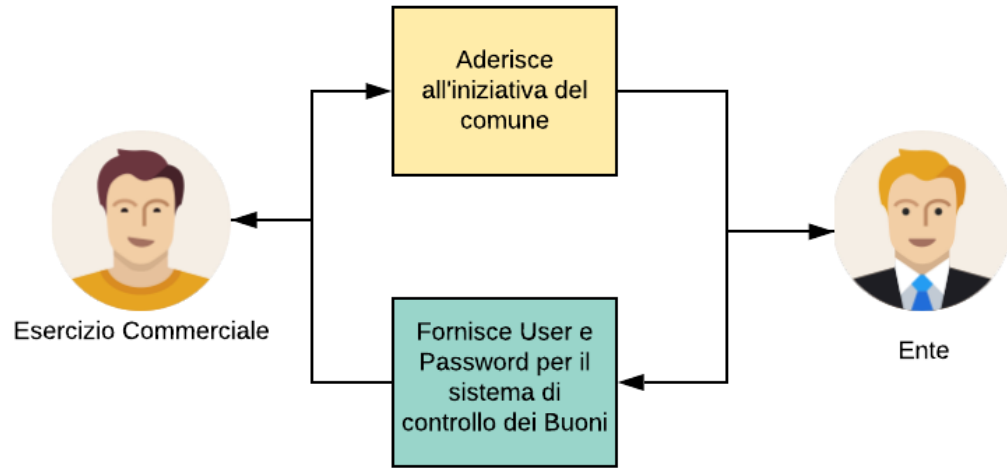 Aderisce
all'iniziativa del
comune
Esercizio Commerciale
Ente
Fornisce User e
Password per il
sistema di
controllo dei Buoni